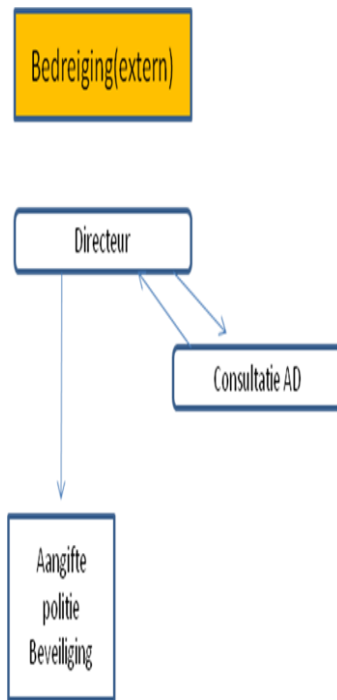 Bedreiging(extern)
Directeur
Consultatie AD
Aangifte
politie
Beveiliging